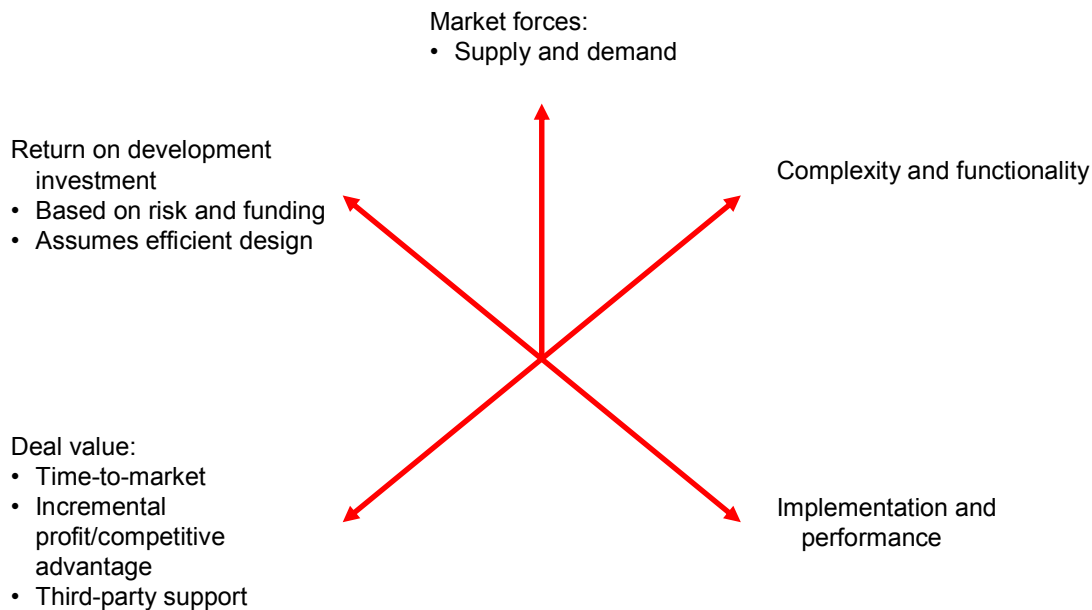 Market forces:
• Supply and demand
Return on development
investment
• Based on risk and funding
• Assumes efficient design
Complexity and functionality
Deal value:
• Time-to-market
• Incremental
profit/competitive
advantage
• Third-party support
Implementation and
performance